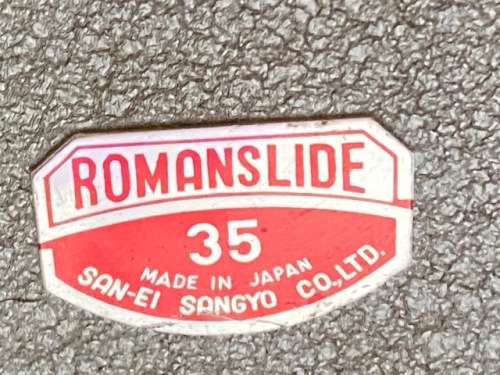 ROMANSLIDE
35
MADE IN JAPAN
SAN-EI SANGYO CO.,LTD.